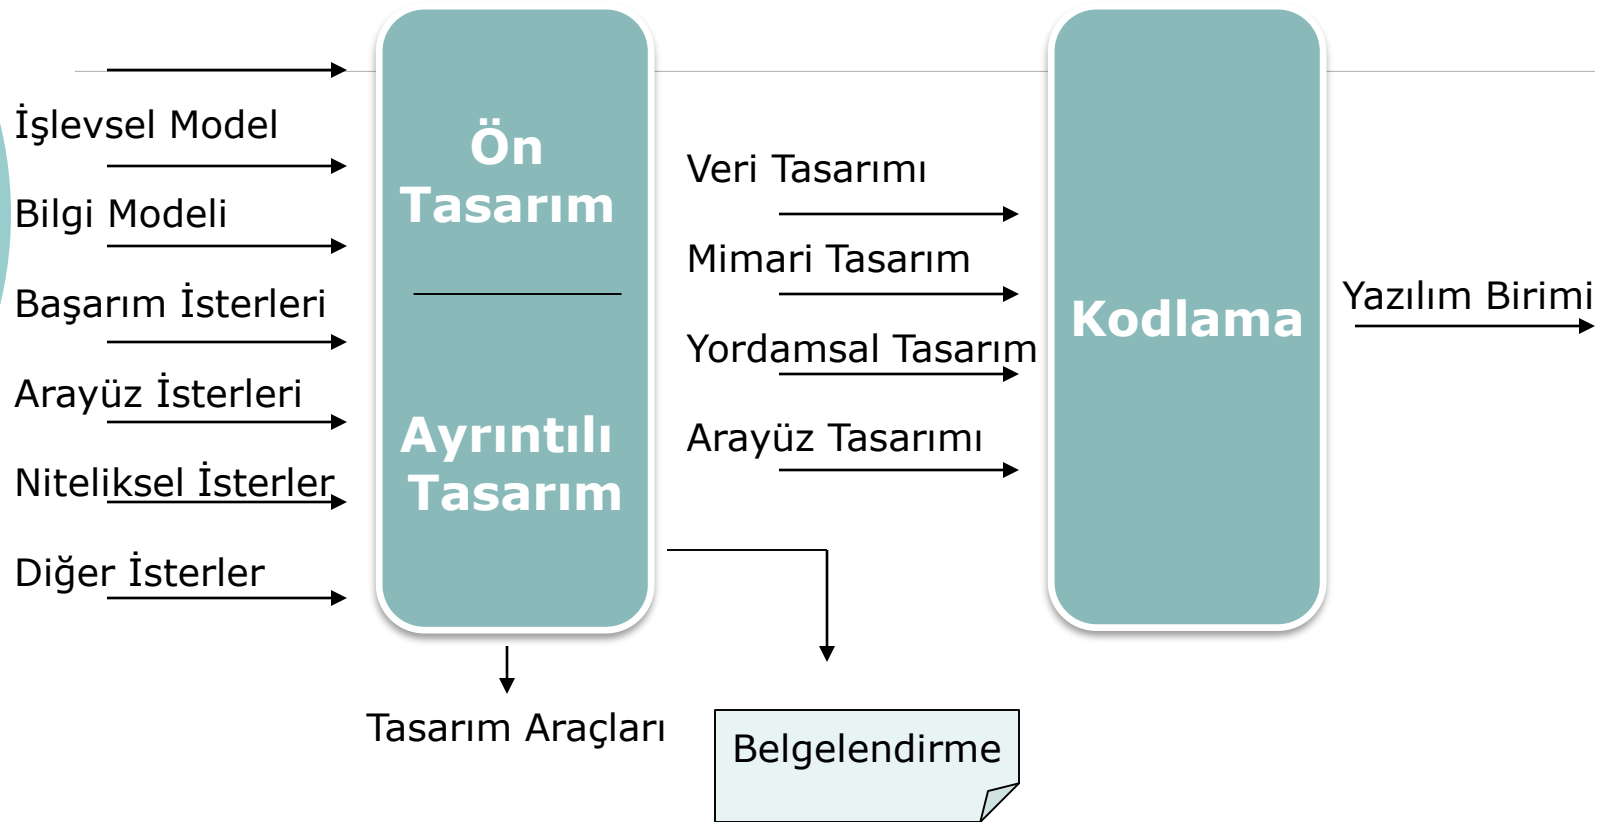 İşlevsel Model
Bilgi Modeli
Başarım İsterleri
Arayüz İsterleri
Niteliksel İsterler
Diğer İsterler
Ön
Tasarım
Ayrıntılı
Tasarım
Veri Tasarımı
Mimari Tasarım
Yordamsal Tasarım
Arayüz Tasarımı
Kodlama
Yazılım Birimi
Tasarım Araçları
Belgelendirme